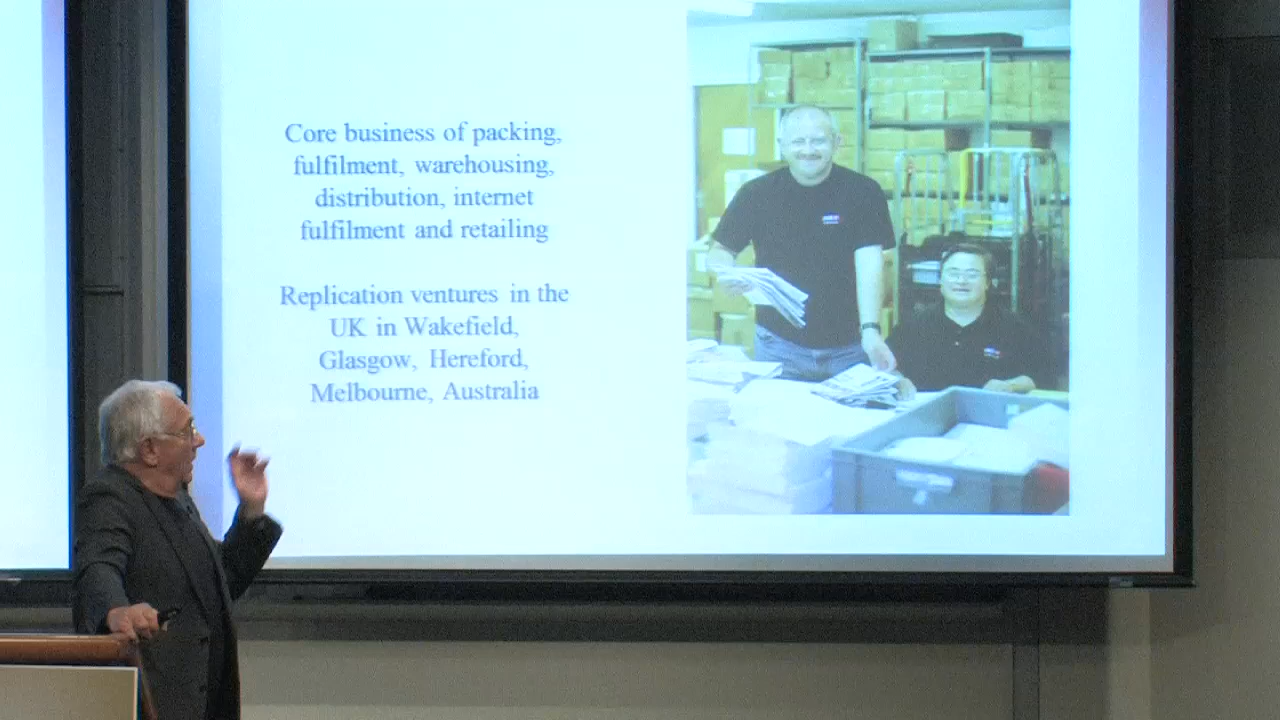 Core business of packing,
fulfilment, warehousing,
distribution, internet
fulfilment and retailing
Replication ventures in the
UK in Wakefield,
Glasgow, Hereford,
Melbourne, Australia